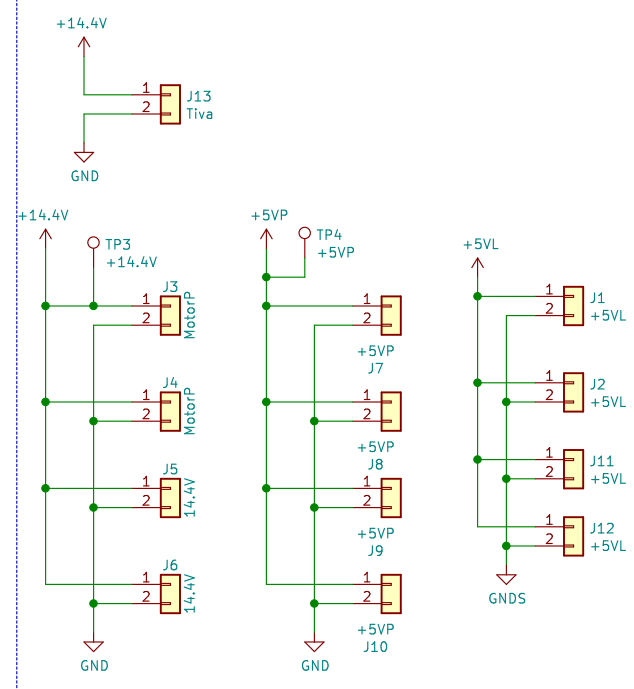 +14.4V
1
2
J13
Tiva
GND
+14.4V
TP3
+14.4V
1
2
J3
MotorP
1
2
J4
MotorP
1
2
J5
14.4V
1
2
J6
14.4V
GND
+5VP
TP4
+5VP
1
2
+5VP
J7
1
2
+5VP
J8
1
2
+5VP
J9
1
2
+5VP
J10
GND
+5VL
1
2
J1
+5VL
1
2
J2
+5VL
1
2
J11
+5VL
1
2
J12
+5VL
GNDS